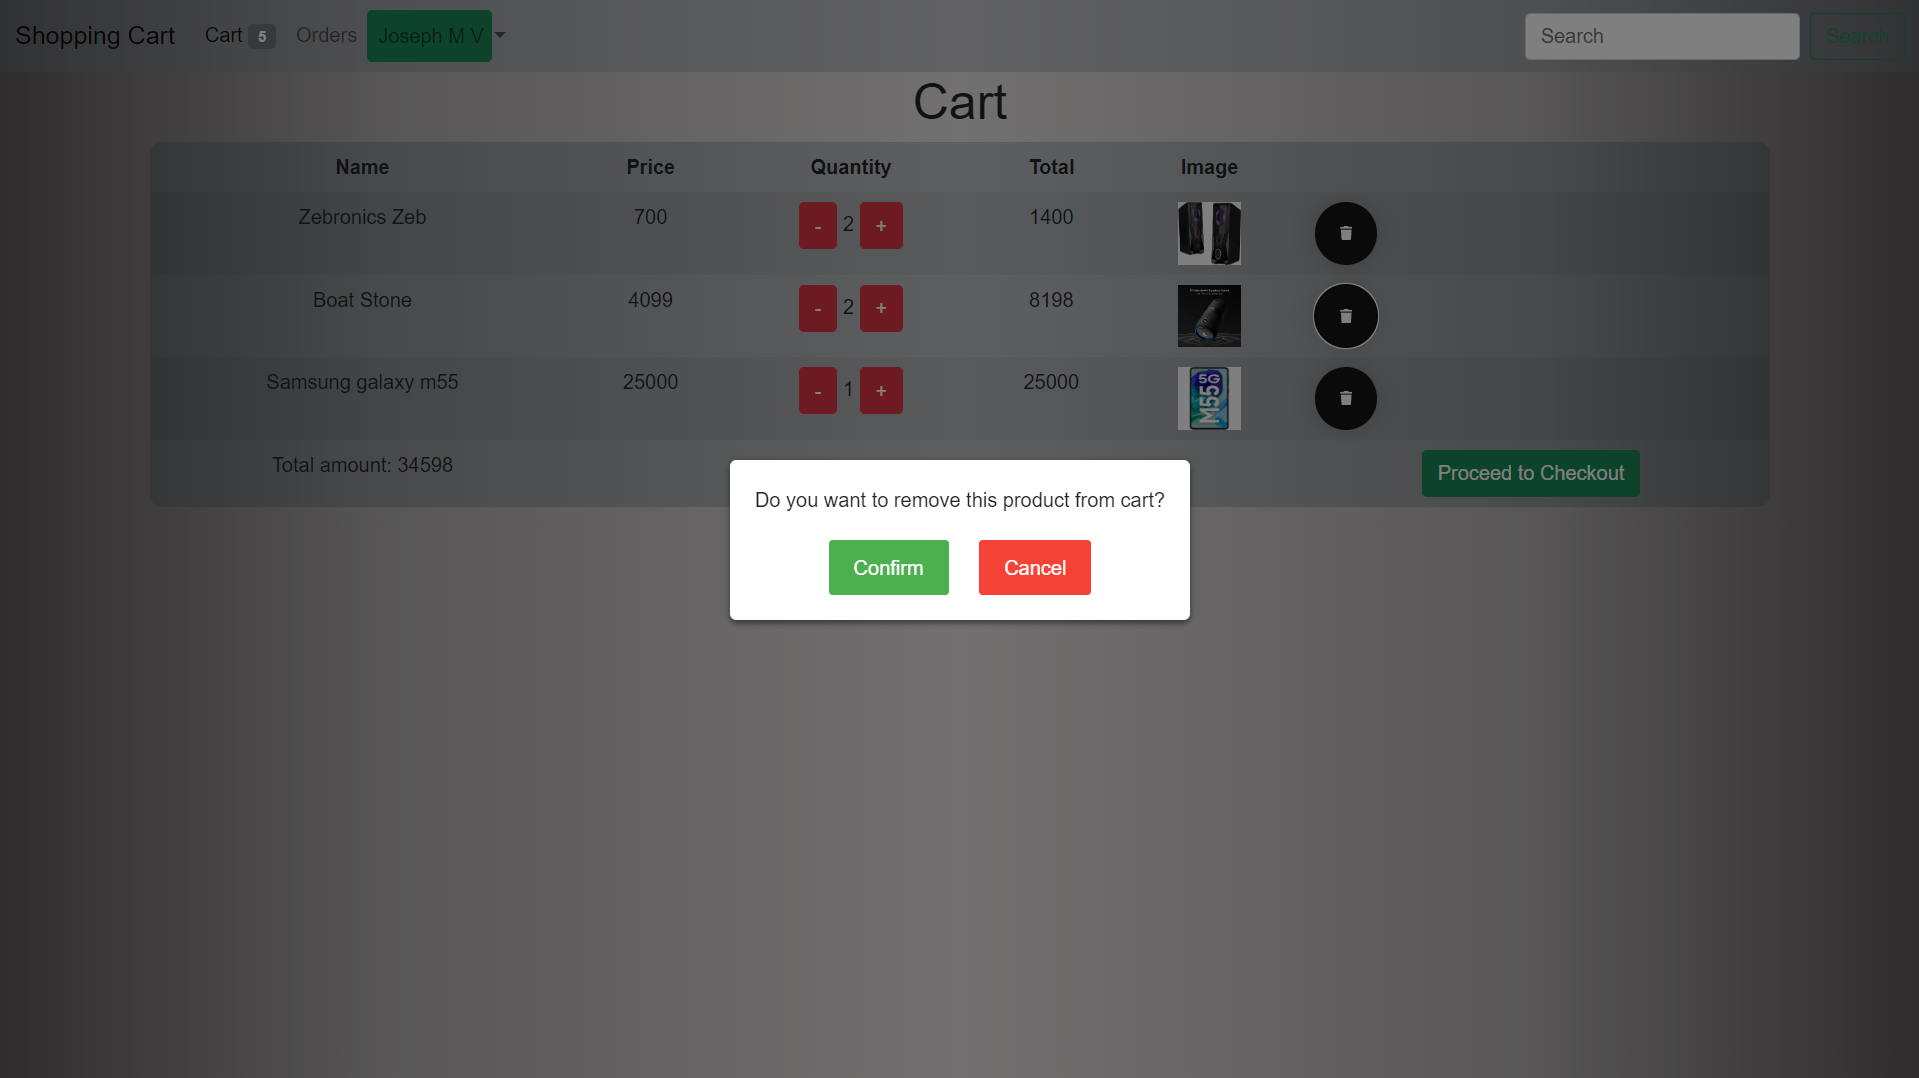 Shopping Cart Cart 5 Orders Joseph M V Search Search
Cart
Name Price Quantity Total Image
Zebronics Zeb 700 - 2 + 1400
Boat Stone 4099 - 2 + 8198
Samsung galaxy m55 25000 - 1 + 25000
5G
M55
Total amount: 34598 Proceed to Checkout
Do you want to remove this product from cart?
Confirm Cancel